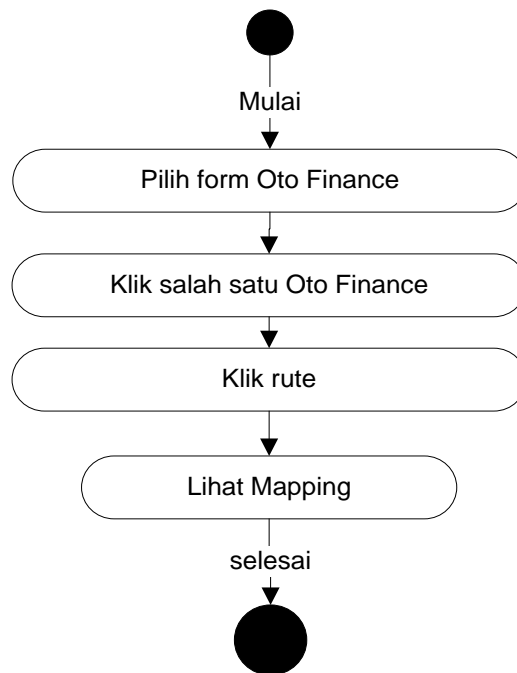 Mulai
Pilih form Oto Finance
Klik salah satu Oto Finance
Klik rute
Lihat Mapping
selesai